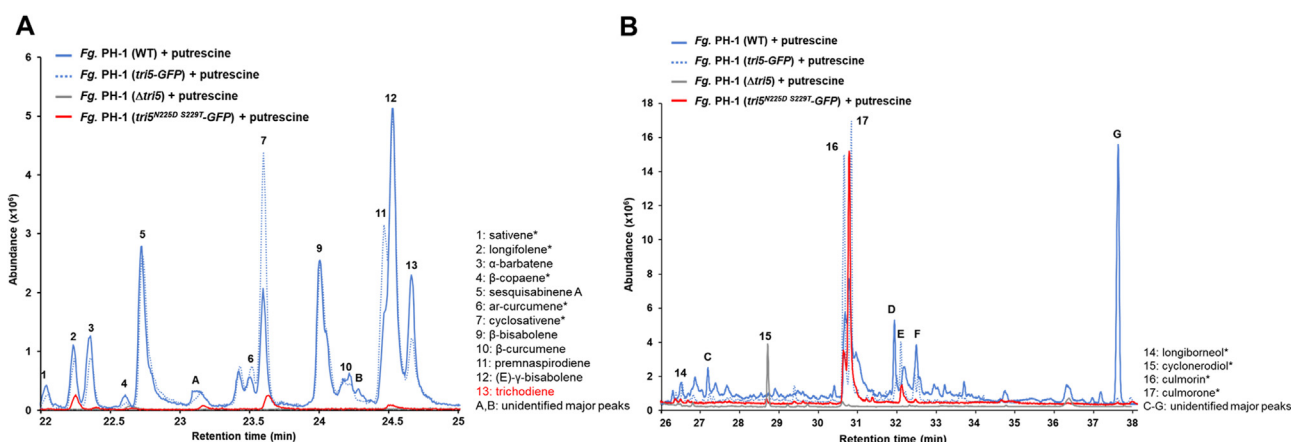 A
Fg. PH-1 (WT) + putrescine
Fg. PH-1 (tri5-GFP) + putrescine
Fg. PH-1 (Δtri5) + putrescine
Fg. PH-1 (tri5N225D S229T-GFP) + putrescine
Abundance (x10⁶)
6
5
4
3
2
1
0
1
2
3
4
5
A
6
7
9
10
B
11
12
13
22
22.5
23
23.5
24
24.5
25
Retention time (min)
1: sativene*
2: longifolene*
3: α-barbatene
4: β-copaene*
5: sesquisabinene A
6: ar-curcumene*
7: cyclosativene*
9: β-bisabolene
10: β-curcumene
11: premnaspirodiene
12: (E)-γ-bisabolene
13: trichodiene
A,B: unidentified major peaks
B
Fg. PH-1 (WT) + putrescine
Fg. PH-1 (tri5-GFP) + putrescine
Fg. PH-1 (Δtri5) + putrescine
Fg. PH-1 (tri5N225D S229T-GFP) + putrescine
Abundance (x10⁶)
18
16
14
12
10
8
6
4
2
0
14
C
15
16
17
D
E
F
G
26
27
28
29
30
31
32
33
34
35
36
37
38
Retention time (min)
14: longiborneol*
15: cyclonerodiol*
16: culmorin*
17: culmorone*
C-G: unidentified major peaks